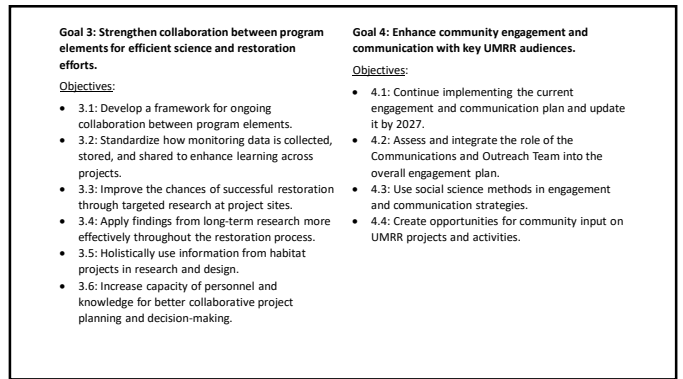 Goal 3: Strengthen collaboration between program
elements for efficient science and restoration
efforts.
Objectives:
• 3.1: Develop a framework for ongoing
collaboration between program elements.
• 3.2: Standardize how monitoring data is collected,
stored, and shared to enhance learning across
projects.
• 3.3: Improve the chances of successful restoration
through targeted research at project sites.
• 3.4: Apply findings from long-term research more
effectively throughout the restoration process.
• 3.5: Holistically use information from habitat
projects in research and design.
• 3.6: Increase capacity of personnel and
knowledge for better collaborative project
planning and decision-making.
Goal 4: Enhance community engagement and
communication with key UMRR audiences.
Objectives:
• 4.1: Continue implementing the current
engagement and communication plan and update
it by 2027.
• 4.2: Assess and integrate the role of the
Communications and Outreach Team into the
overall engagement plan.
• 4.3: Use social science methods in engagement
and communication strategies.
• 4.4: Create opportunities for community input on
UMRR projects and activities.